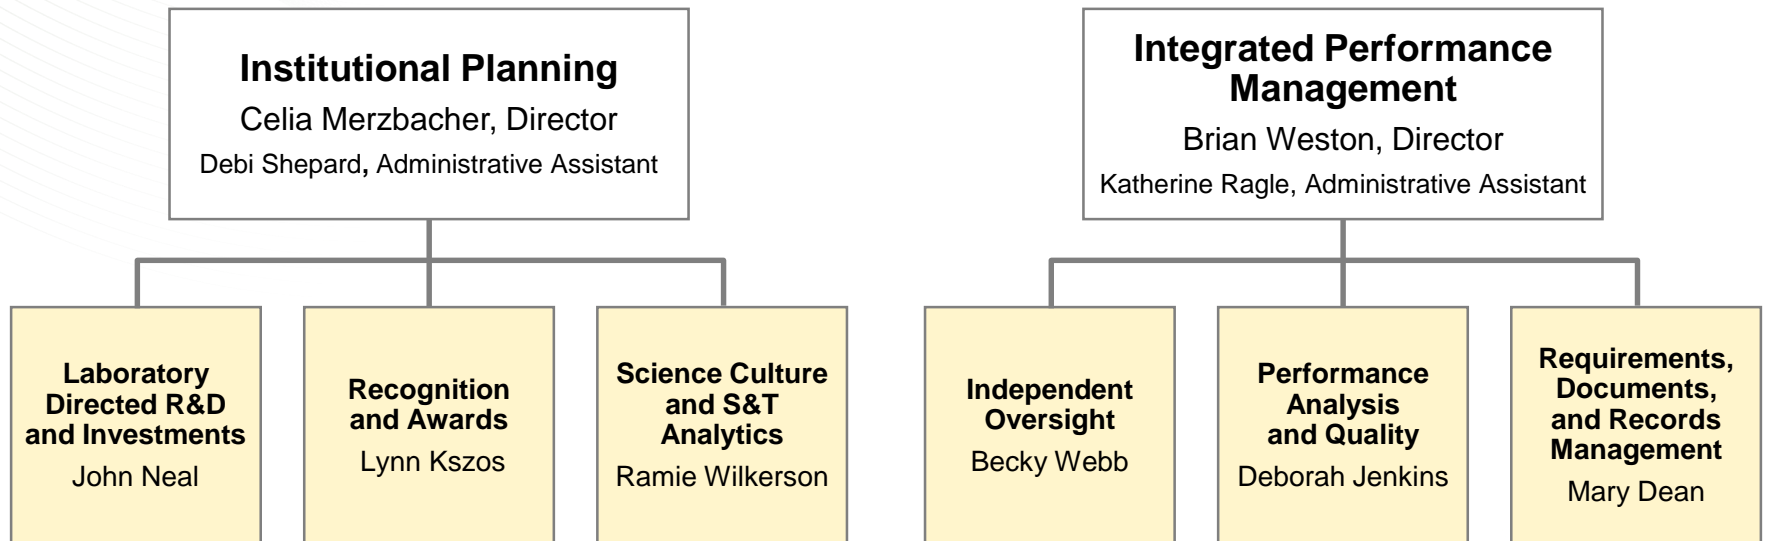 Institutional Planning
Celia Merzbacher, Director
Debi Shepard, Administrative Assistant
Integrated Performance
Management
Brian Weston, Director
Katherine Ragle, Administrative Assistant
Laboratory
Directed R&D
and Investments
John Neal
Recognition
and Awards
Lynn Kszos
Science Culture
and S&T
Analytics
Ramie Wilkerson
Independent
Oversight
Becky Webb
Performance
Analysis
and Quality
Deborah Jenkins
Requirements,
Documents,
and Records
Management
Mary Dean